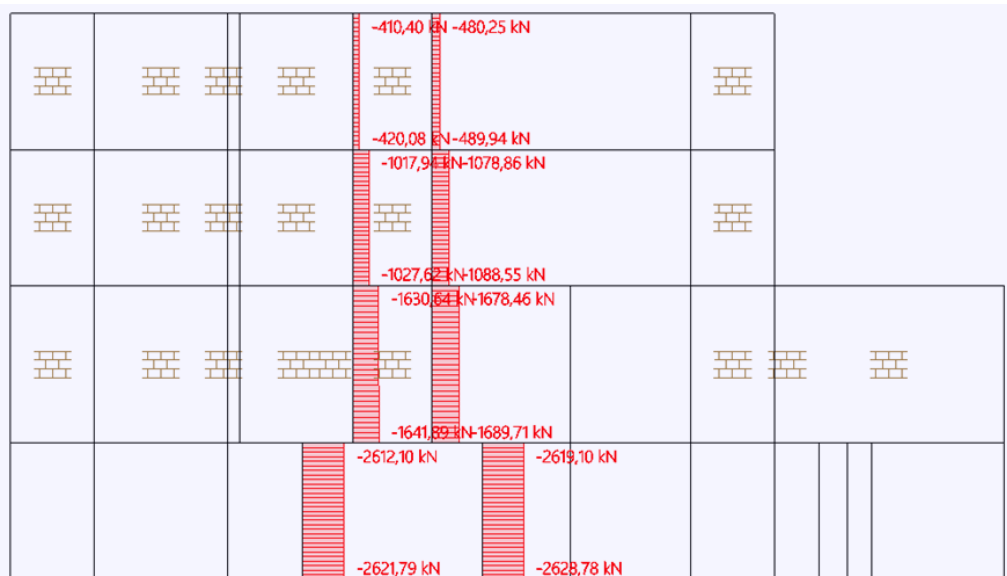 -410,40 kN -480,25 kN
-420,08 kN -489,94 kN
-1017,94 kN -1078,86 kN
-1027,62 kN -1088,55 kN
-1630,64 kN -1678,46 kN
-1641,89 kN -1689,71 kN
-2612,10 kN -2619,10 kN
-2621,79 kN -2628,78 kN